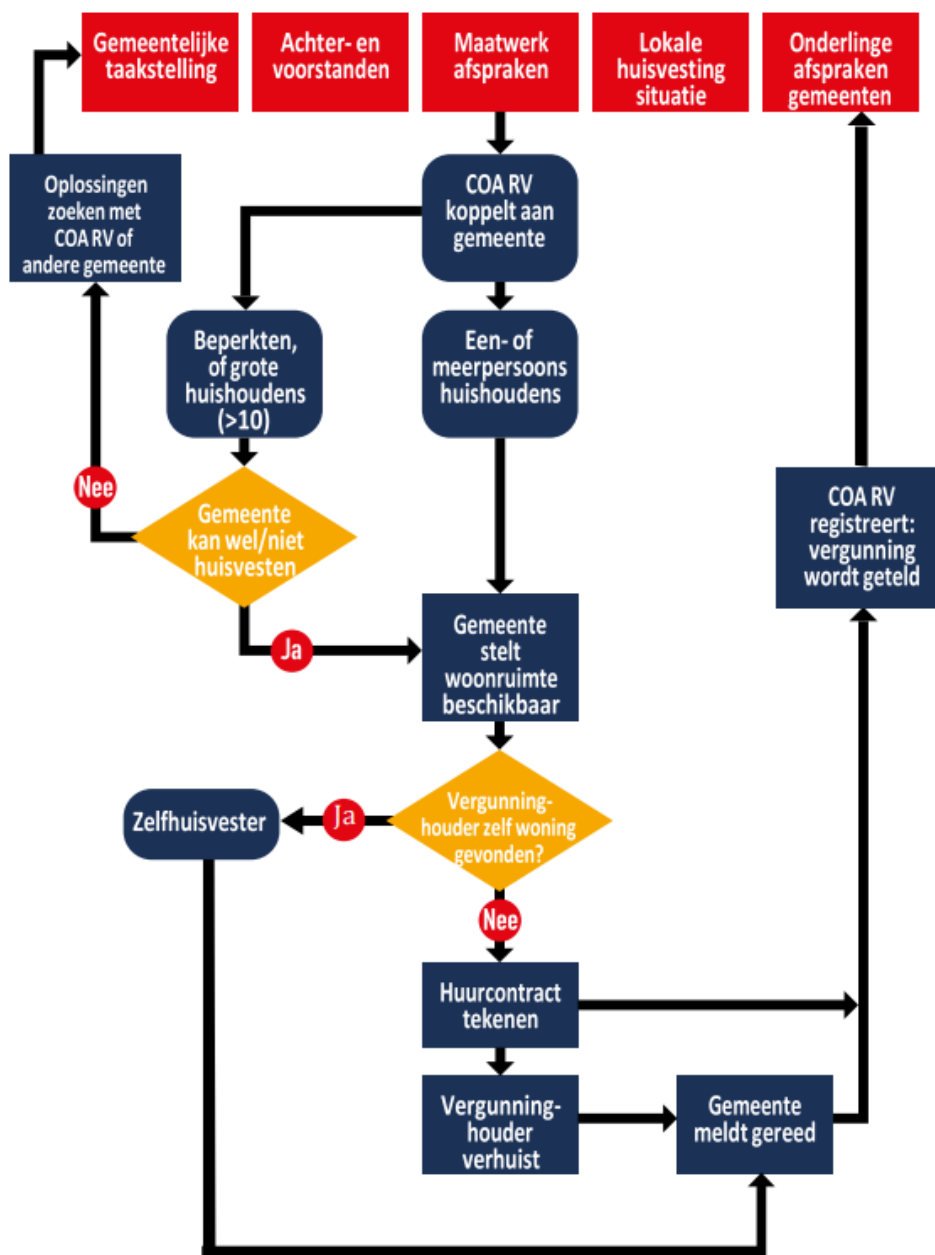 Gemeentelijke
taakstelling
Achter- en
voorstanden
Maatwerk
afspraken
Lokale
huisvesting
situatie
Onderlinge
afspraken
gemeenten
Oplossingen
zoeken met
COA RV of
andere gemeente
COA RV
koppelt aan
gemeente
Beperkten,
of grote
huishoudens
(>10)
Een- of
meerpersoons
huishoudens
Nee
Gemeente
kan wel/niet
huisvesten
COA RV
registreert:
vergunning
wordt geteld
Ja
Gemeente
stelt
woonruimte
beschikbaar
Zelfhuisvester
Ja
Vergunning-
houder zelf woning
gevonden?
Nee
Huurcontract
tekenen
Vergunning-
houder
verhuist
Gemeente
meldt gereed